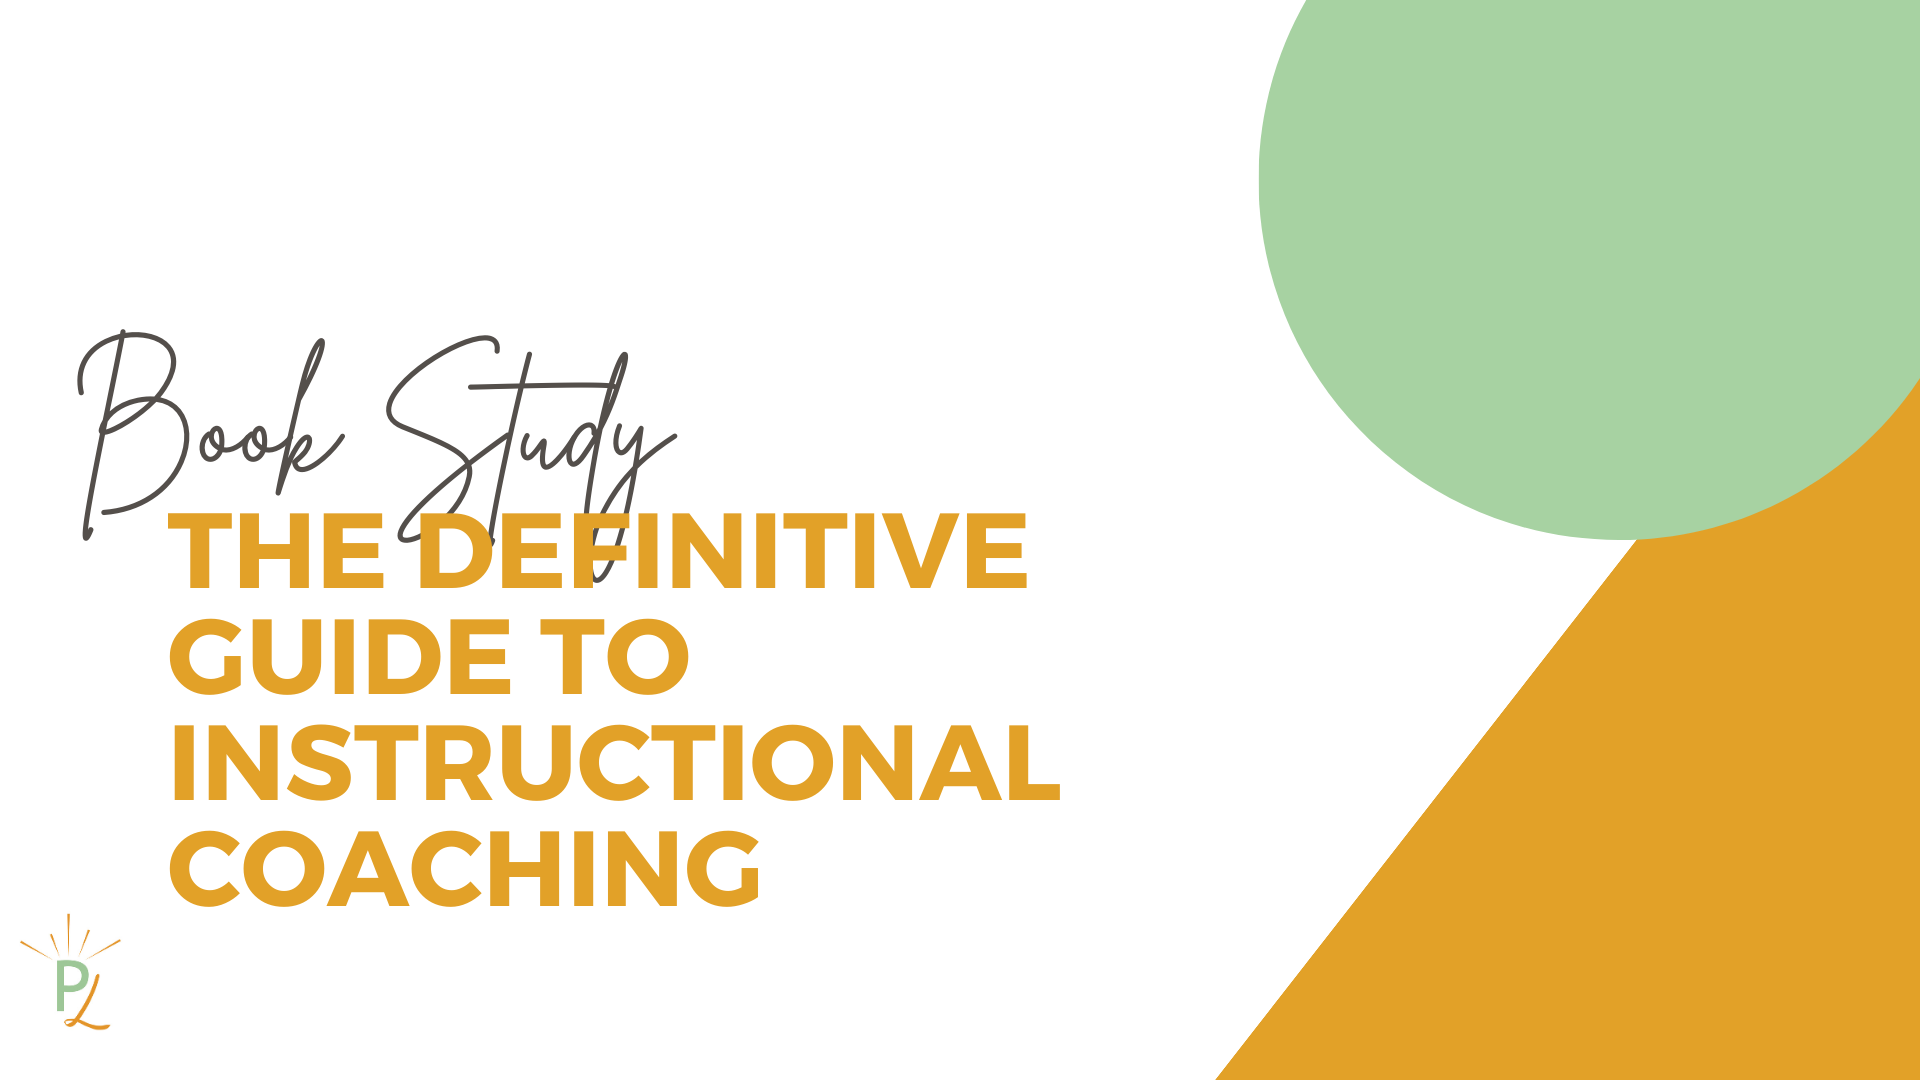 Book Study
THE DEFINITIVE
GUIDE TO
INSTRUCTIONAL
COACHING
PL